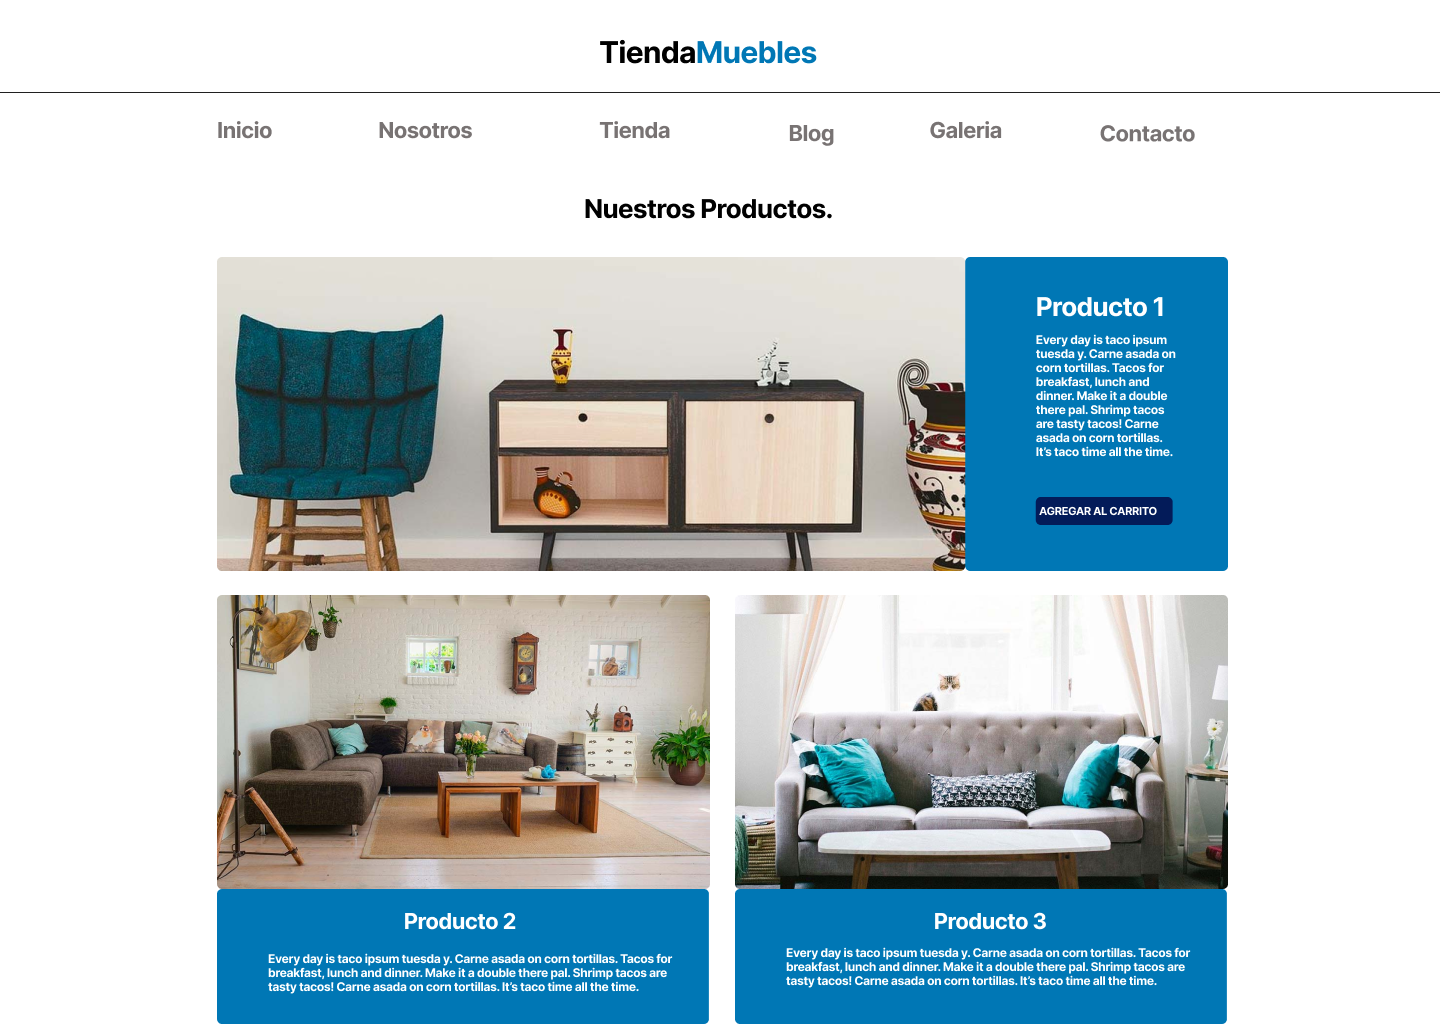 TiendaMuebles
Inicio
Nosotros
Tienda
Blog
Galeria
Contacto
Nuestros Productos.
Producto 1
Every day is taco ipsum
tuesda y. Carne asada on
corn tortillas. Tacos for
breakfast, lunch and
dinner. Make it a double
there pal. Shrimp tacos
are tasty tacos! Carne
asada on corn tortillas.
It's taco time all the time.
AGREGAR AL CARRITO
Producto 2
Every day is taco ipsum tuesda y. Carne asada on corn tortillas. Tacos for
breakfast, lunch and dinner. Make it a double there pal. Shrimp tacos are
tasty tacos! Carne asada on corn tortillas. It's taco time all the time.
Producto 3
Every day is taco ipsum tuesda y. Carne asada on corn tortillas. Tacos for
breakfast, lunch and dinner. Make it a double there pal. Shrimp tacos are
tasty tacos! Carne asada on corn tortillas. It's taco time all the time.